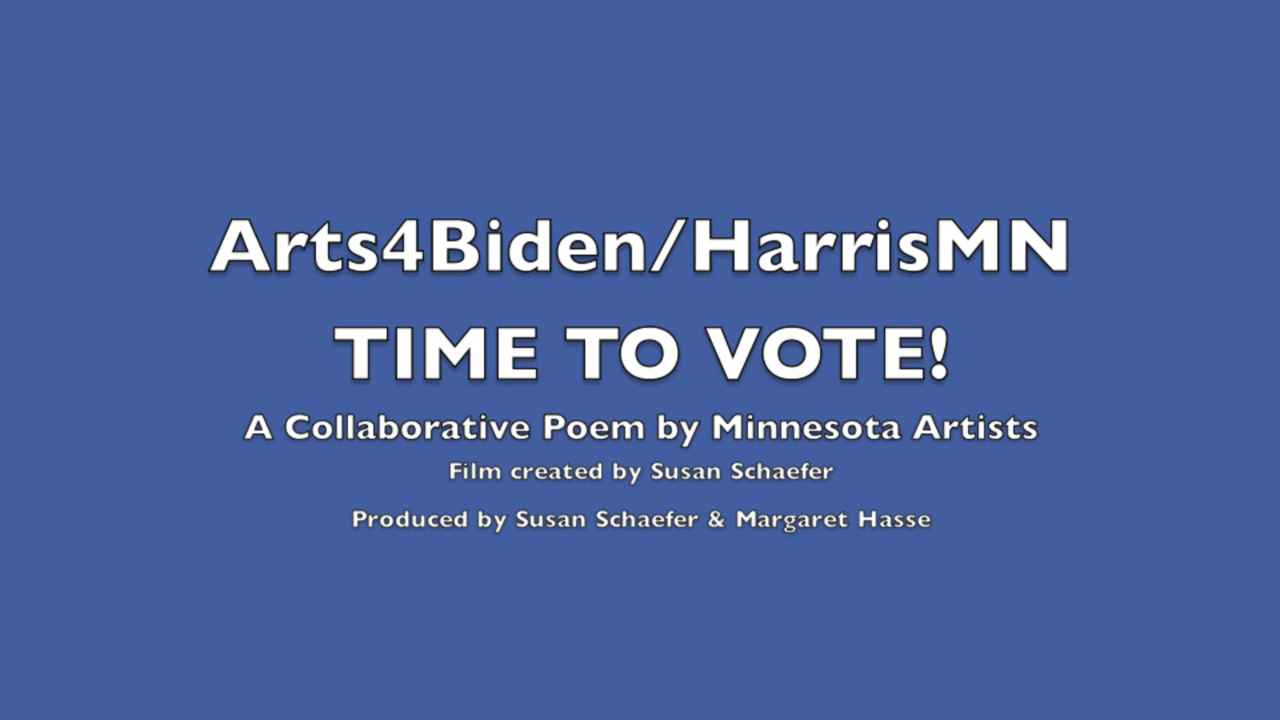 Arts4Biden/HarrisMN
TIME TO VOTE!
A Collaborative Poem by Minnesota Artists
Film created by Susan Schaefer
Produced by Susan Schaefer & Margaret Hasse